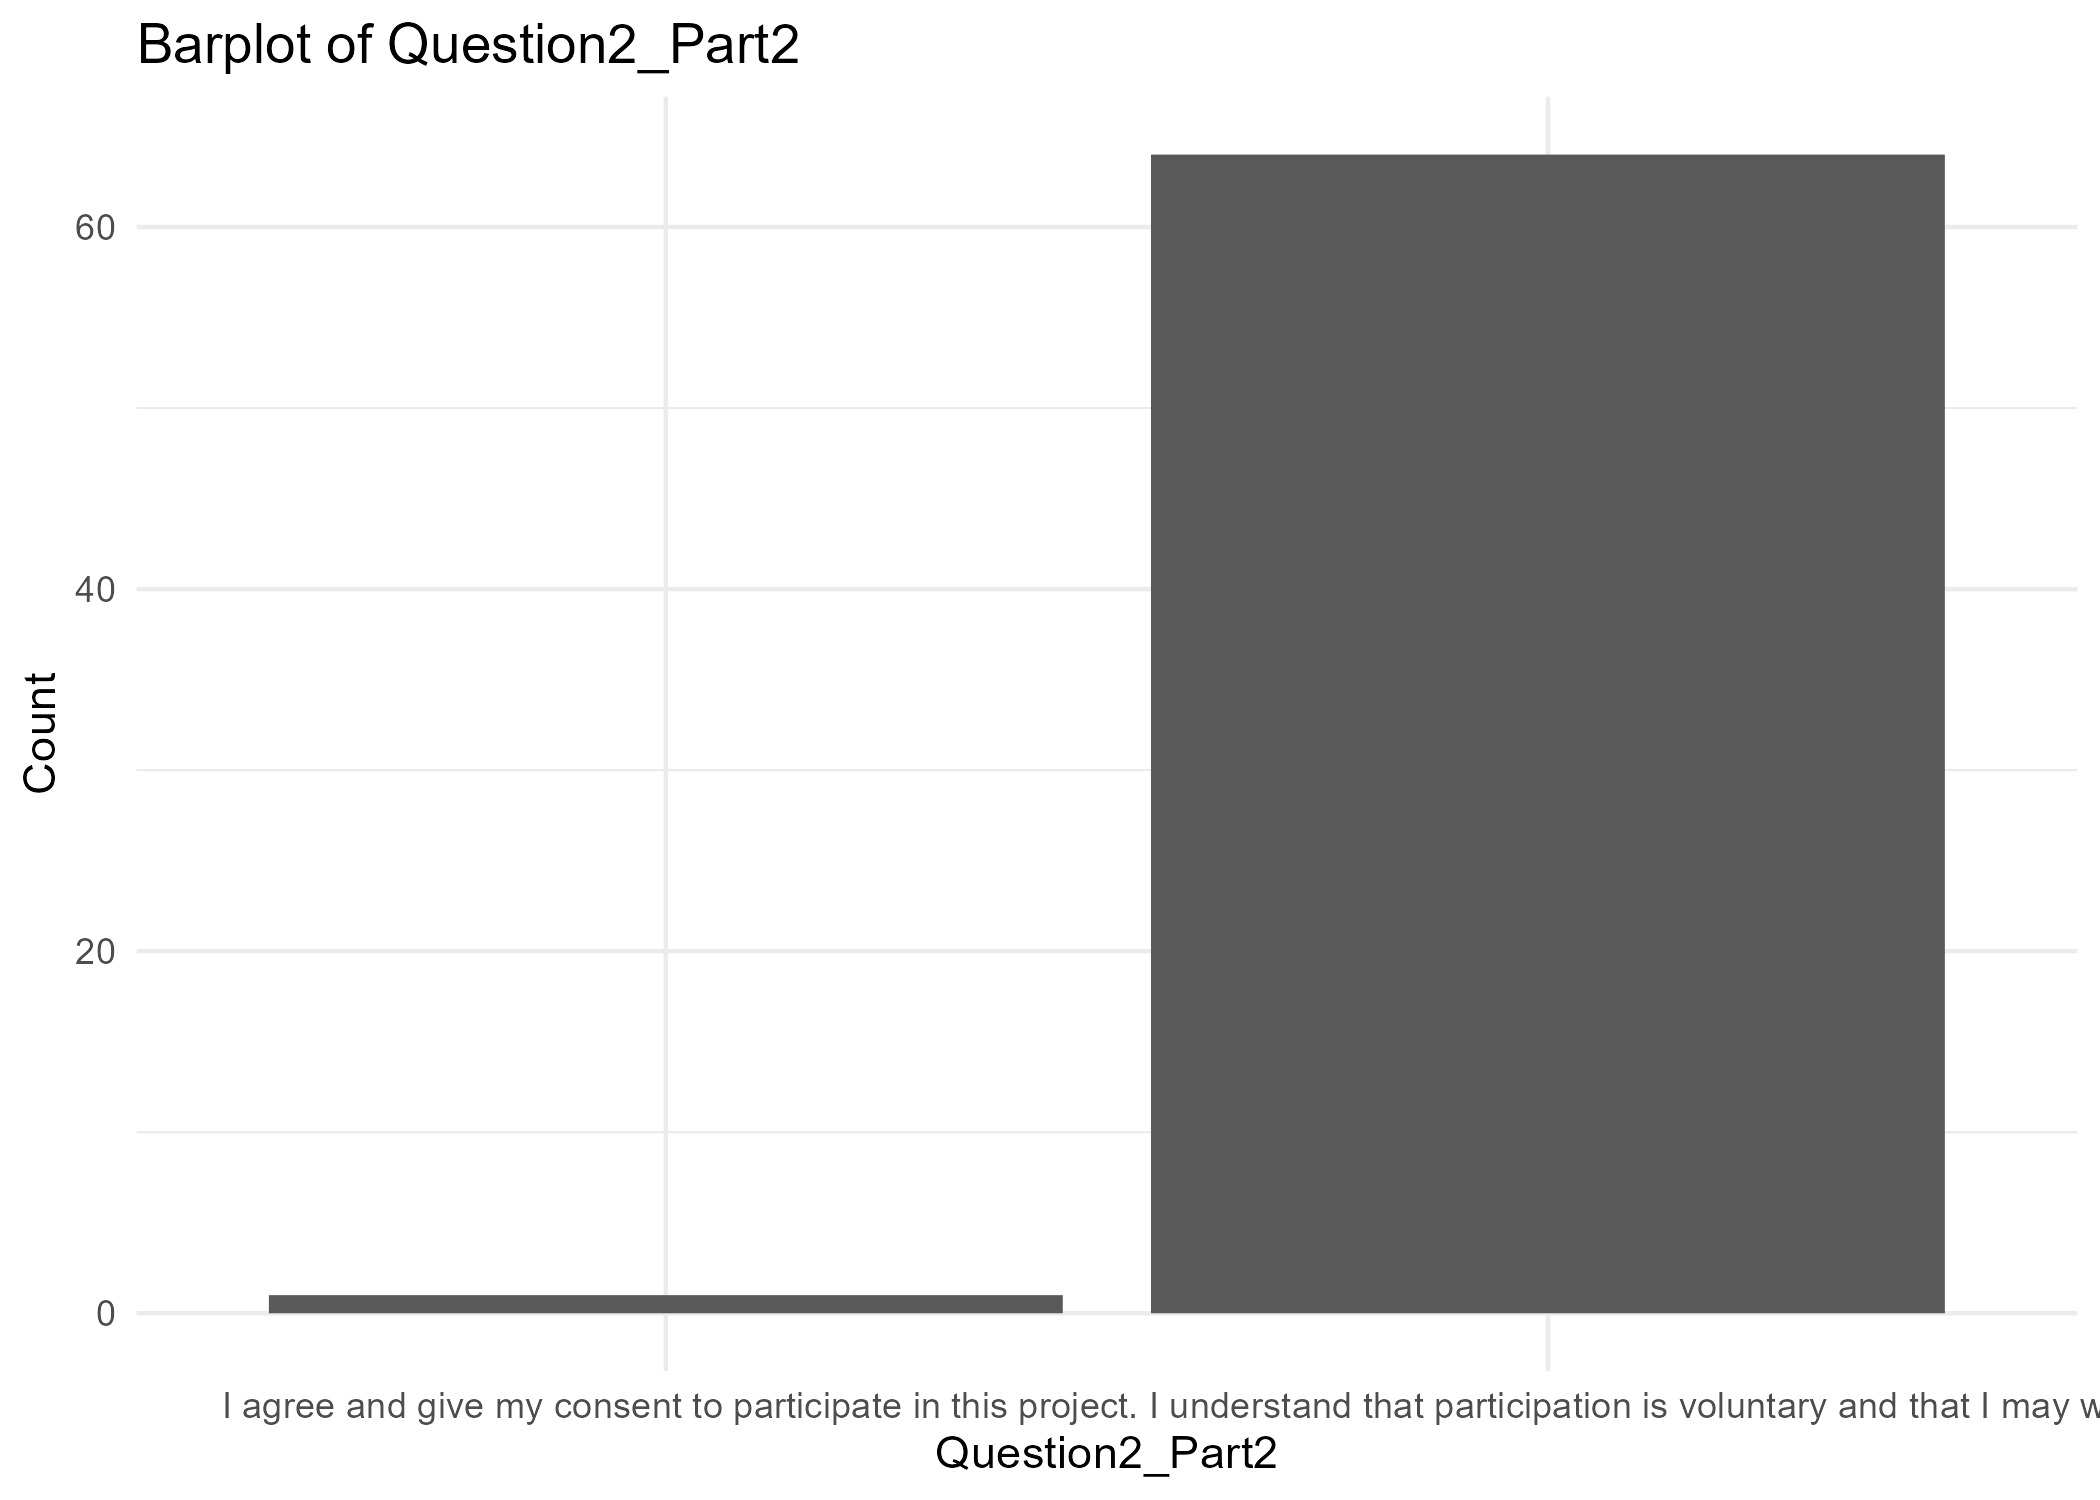 Barplot of Question2_Part2
60
40
20
0
Count
I agree and give my consent to participate in this project. I understand that participation is voluntary and that I may
Question2_Part2